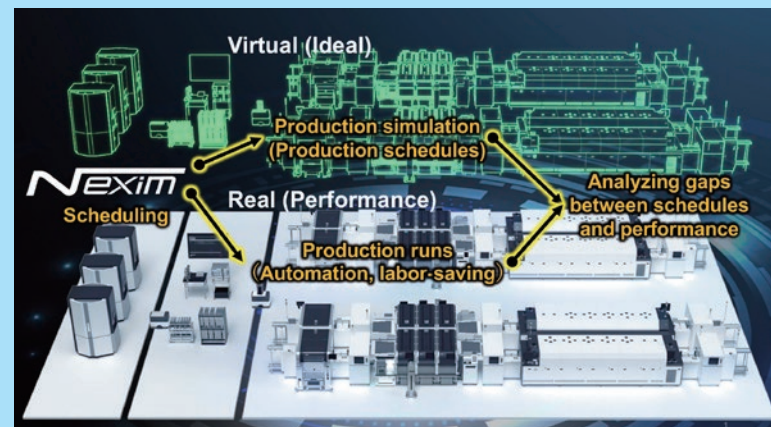 Virtual (Ideal)
Production simulation
(Production schedules)
Nexim
Scheduling
Real (Performance)
Analyzing gaps
between schedules
and performance
Production runs
(Automation, labor-saving)